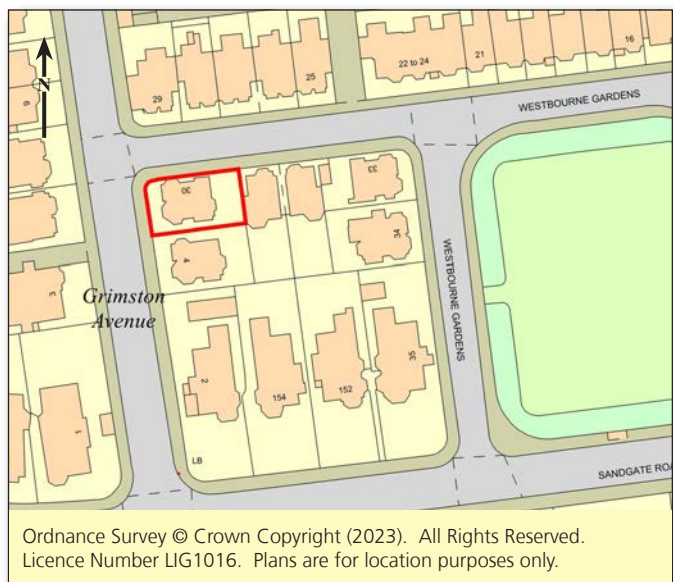 N
22 to 24
21
16
29
25
9
WESTBOURNE GARDENS
30
33
4
34
WESTBOURNE GARDENS
3
Grimston
Avenue
2
154
152
35
1
LB
SANDGATE ROA
Ordnance Survey © Crown Copyright (2023). All Rights Reserved.
Licence Number LIG1016. Plans are for location purposes only.